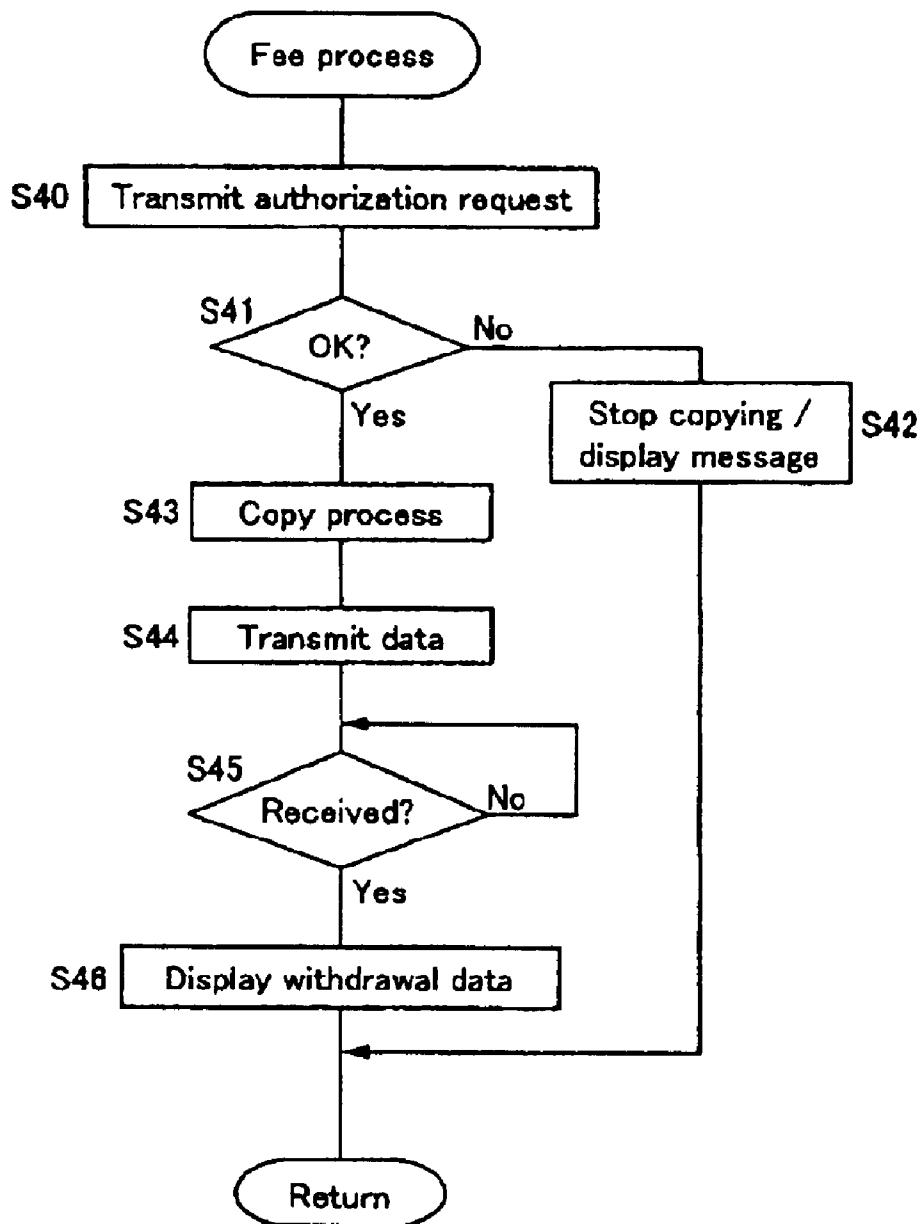 Fee process
S40 Transmit authorization request
S41
OK?
No
Yes
Stop copying /
display message
S42
S43 Copy process
S44 Transmit data
S45
Received?
No
Yes
S46 Display withdrawal data
Return